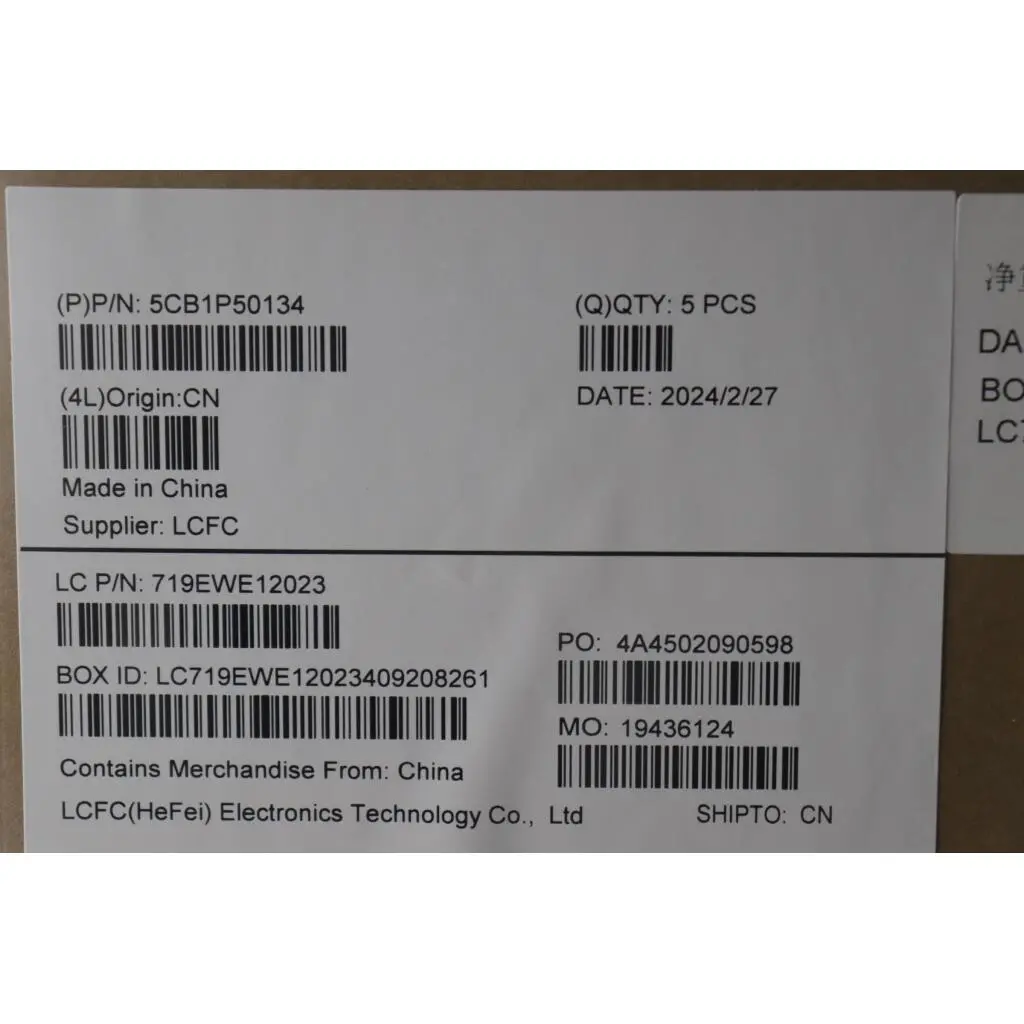 (P)P/N: 5CB1P50134
(Q)QTY: 5 PCS
(4L)Origin:CN
DATE: 2024/2/27
Made in China
Supplier: LCFC
LC P/N: 719EWE12023
PO: 4A4502090598
BOX ID: LC719EWE12023409208261
MO: 19436124
Contains Merchandise From: China
LCFC(HeFei) Electronics Technology Co., Ltd
SHIPTO: CN
净
DA
BO
LC7